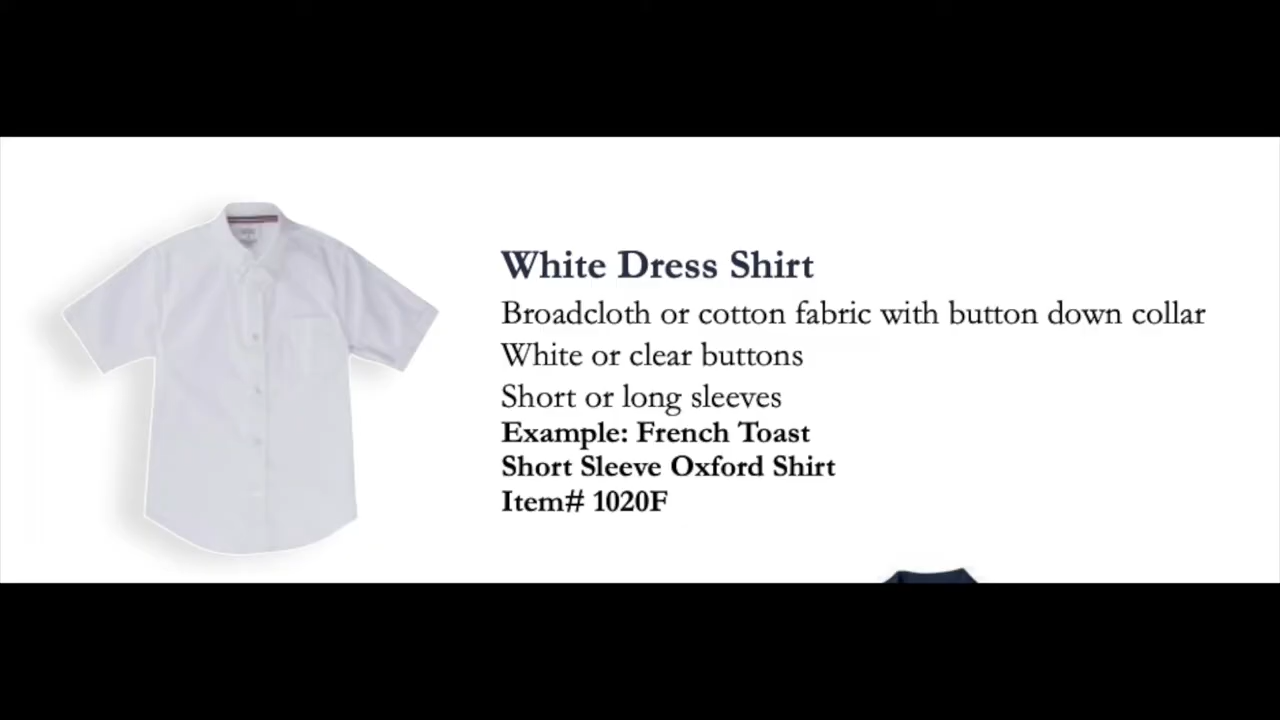 White Dress Shirt
Broadcloth or cotton fabric with button down collar
White or clear buttons
Short or long sleeves
Example: French Toast
Short Sleeve Oxford Shirt
Item# 1020F